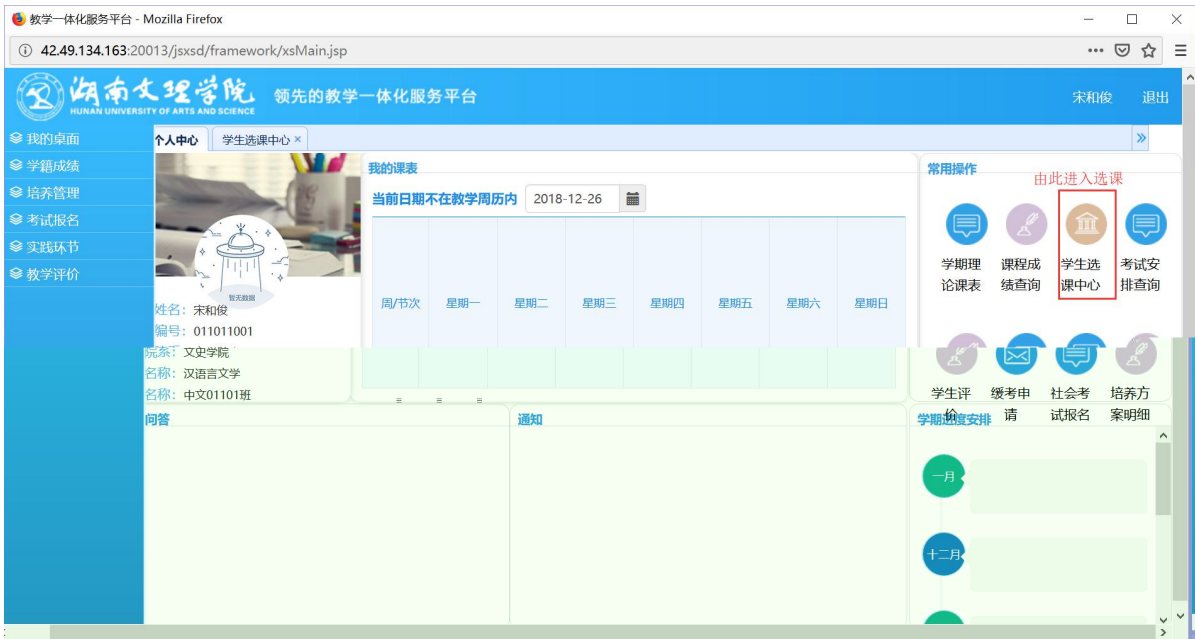 教学一体化服务平台 - Mozilla Firefox
42.49.134.163:20013/jsxsd/framework/xsMain.jsp
湖南文理学院
HUNAN UNIVERSITY OF ARTS AND SCIENCE
领先的教学一体化服务平台
宋和俊 退出
我的桌面
学籍成绩
培养管理
考试报名
实践环节
教学评价
个人中心 学生选课中心 ×
暂无数据
姓名：宋和俊
编号：011011001
院系：文史学院
名称：汉语言文学
名称：中文01101班
我的课表
当前日期不在教学周历内 2018-12-26
周/节次 星期一 星期二 星期三 星期四 星期五 星期六 星期日
常用操作
由此进入选课
学期理论课表
课程成绩查询
学生选课中心
考试安排查询
学生评价
缓考申请
社会考试报名
培养方案明细
问答
通知
学期进度安排
一月
十二月